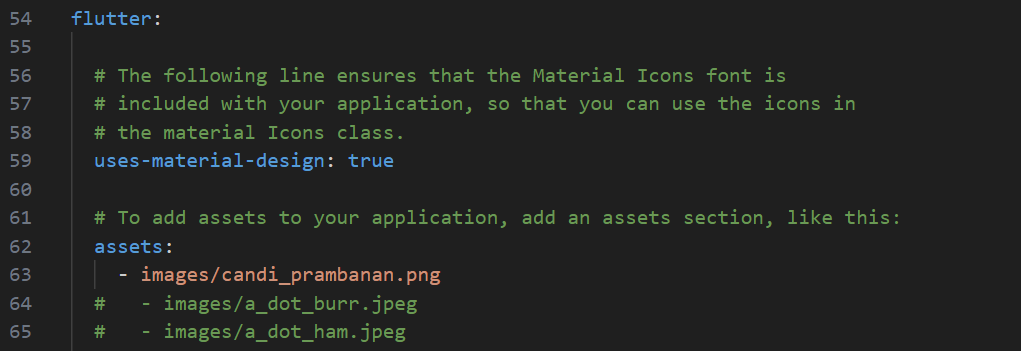 54 flutter:
55
56 # The following line ensures that the Material Icons font is
57 # included with your application, so that you can use the icons in
58 # the material Icons class.
59 uses-material-design: true
60
61 # To add assets to your application, add an assets section, like this:
62 assets:
63 - images/candi_prambanan.png
64 # - images/a_dot_burr.jpeg
65 # - images/a_dot_ham.jpeg